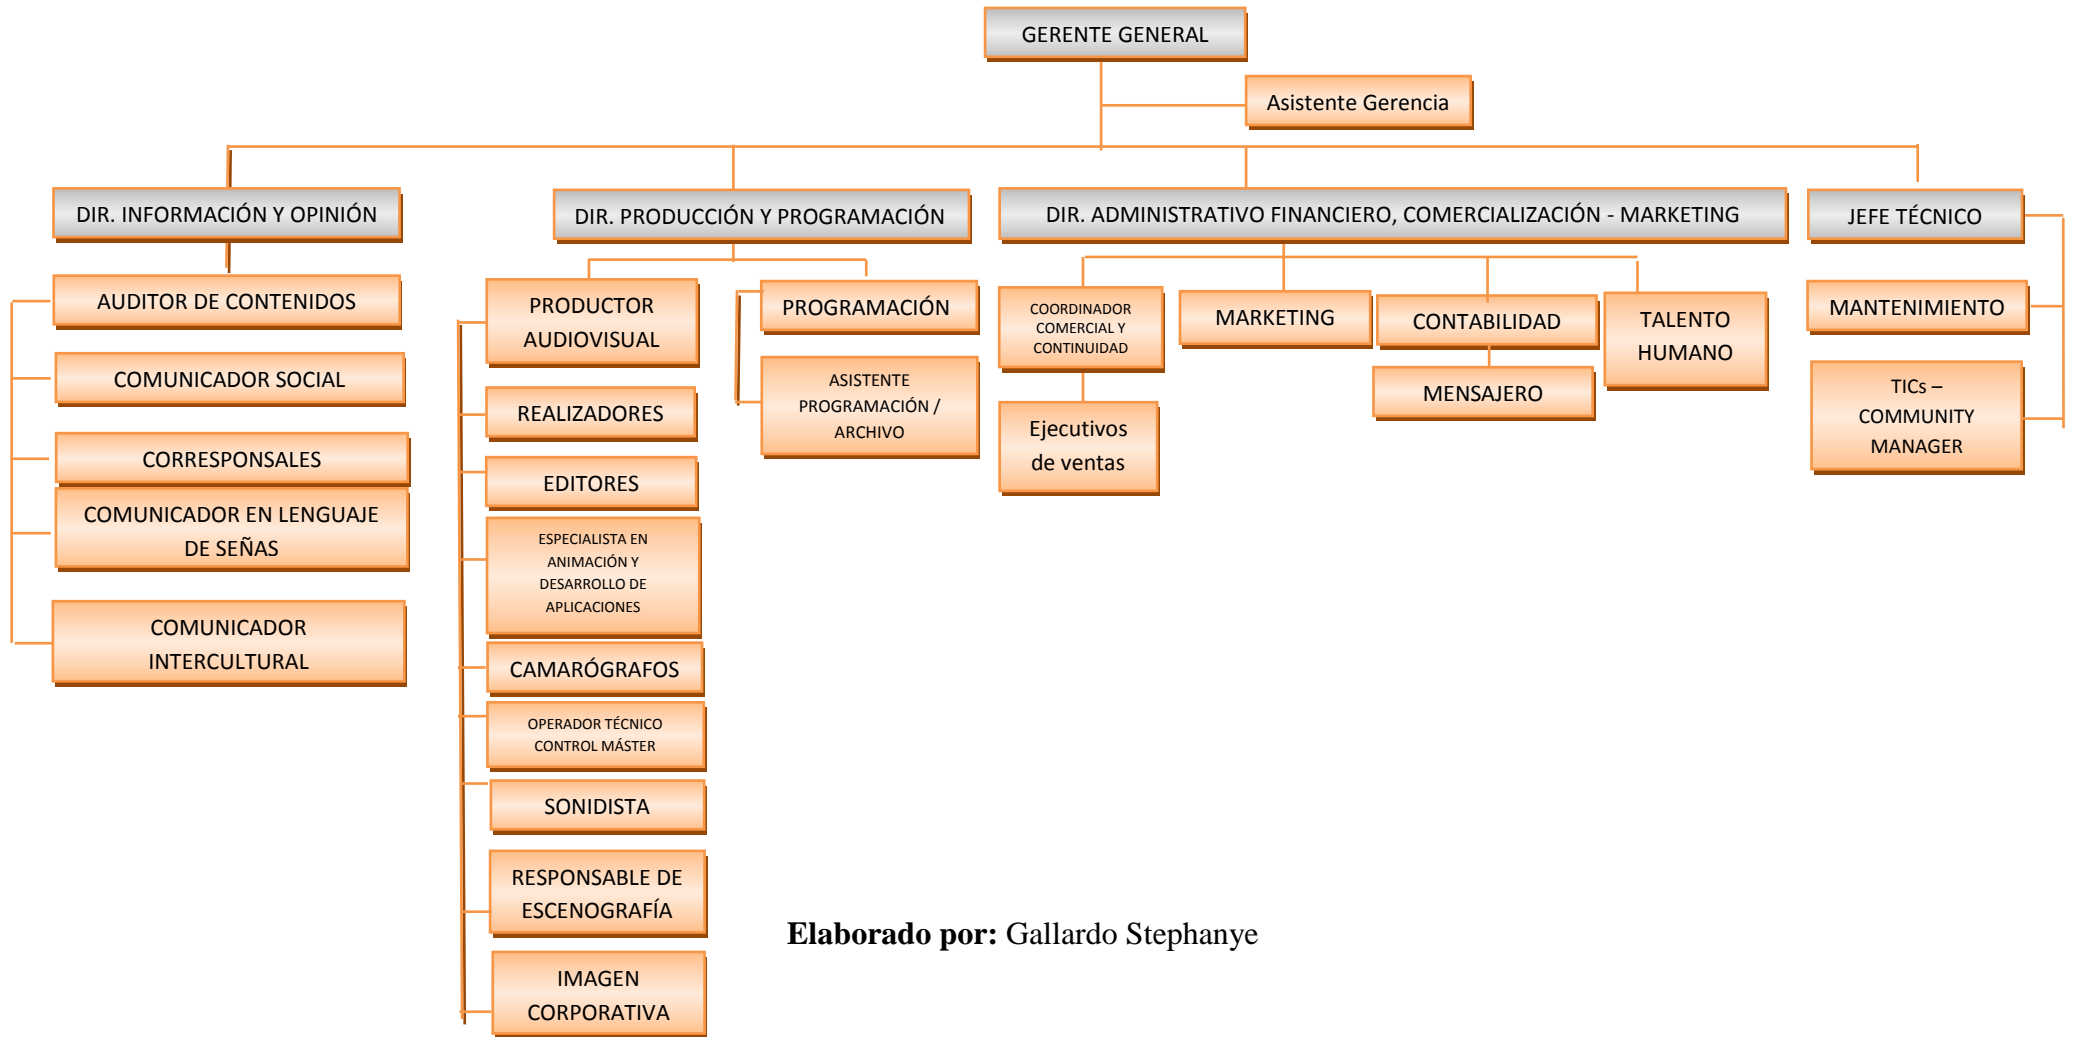 GERENTE GENERAL
Asistente Gerencia
DIR. INFORMACIÓN Y OPINIÓN
DIR. PRODUCCIÓN Y PROGRAMACIÓN
DIR. ADMINISTRATIVO FINANCIERO, COMERCIALIZACIÓN - MARKETING
JEFE TÉCNICO
AUDITOR DE CONTENIDOS
COMUNICADOR SOCIAL
CORRESPONSALES
COMUNICADOR EN LENGUAJE
DE SEÑAS
COMUNICADOR
INTERCULTURAL
PRODUCTOR
AUDIOVISUAL
REALIZADORES
EDITORES
ESPECIALISTA EN
ANIMACIÓN Y
DESARROLLO DE
APLICACIONES
CAMARÓGRAFOS
OPERADOR TÉCNICO
CONTROL MÁSTER
SONIDISTA
RESPONSABLE DE
ESCENOGRAFÍA
IMAGEN
CORPORATIVA
PROGRAMACIÓN
ASISTENTE
PROGRAMACIÓN /
ARCHIVO
COORDINADOR
COMERCIAL Y
CONTINUIDAD
Ejecutivos
de ventas
MARKETING
CONTABILIDAD
MENSAJERO
TALENTO
HUMANO
MANTENIMIENTO
TICs –
COMMUNITY
MANAGER
Elaborado por: Gallardo Stephanye